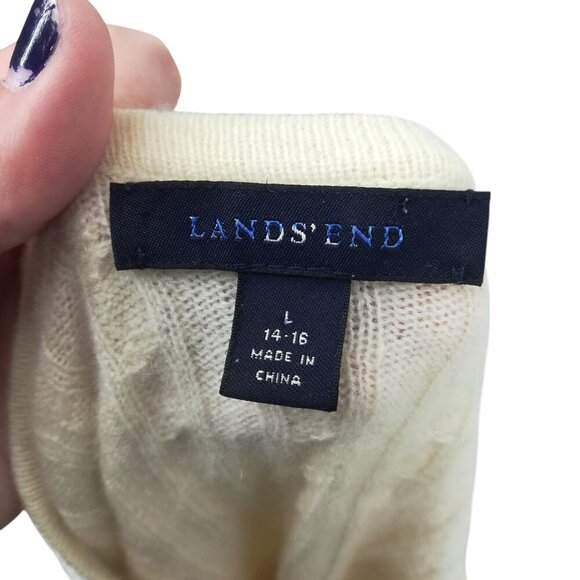 LANDS' END
L
14-16
MADE IN
CHINA